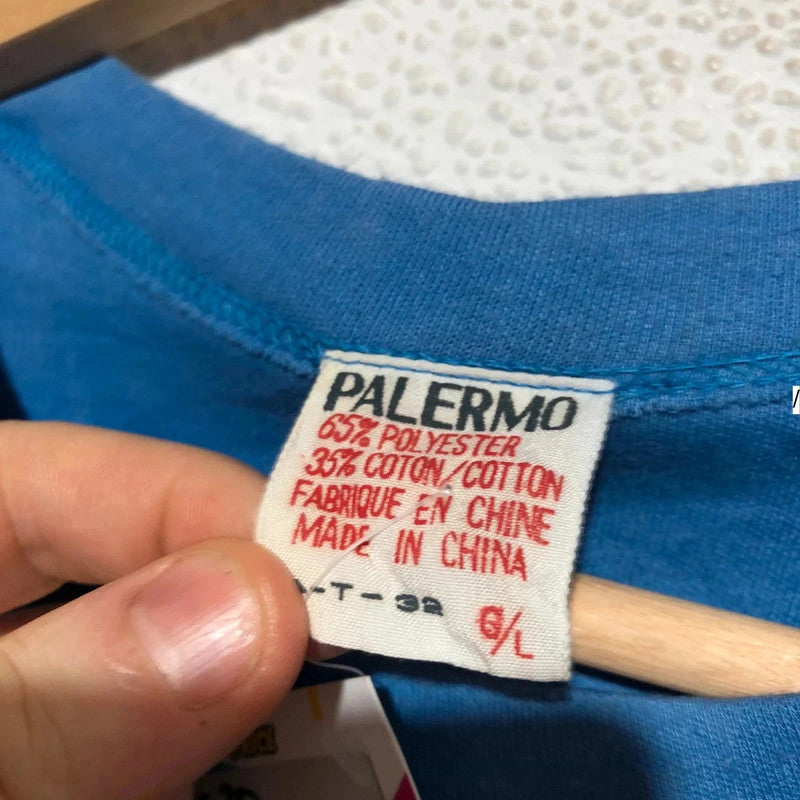 PALERMO
65% POLYESTER
35% COTON/COTTON
FABRIQUE EN CHINE
MADE IN CHINA
-T-32 G/L